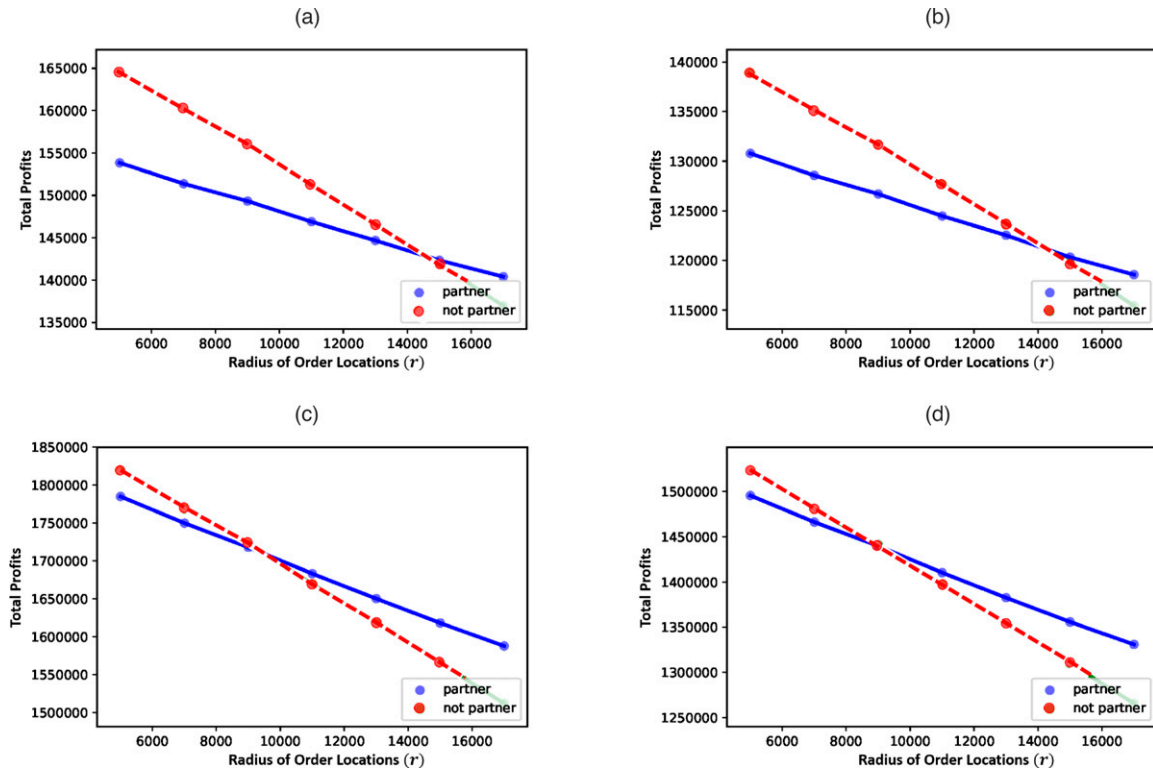 (a)
165000
160000
155000
150000
145000
140000
135000
Total Profits
6000 8000 10000 12000 14000 16000
Radius of Order Locations (r)
partner
not partner
(b)
140000
135000
130000
125000
120000
115000
Total Profits
6000 8000 10000 12000 14000 16000
Radius of Order Locations (r)
partner
not partner
(c)
1850000
1800000
1750000
1700000
1650000
1600000
1550000
1500000
Total Profits
6000 8000 10000 12000 14000 16000
Radius of Order Locations (r)
partner
not partner
(d)
1500000
1450000
1400000
1350000
1300000
1250000
Total Profits
6000 8000 10000 12000 14000 16000
Radius of Order Locations (r)
partner
not partner